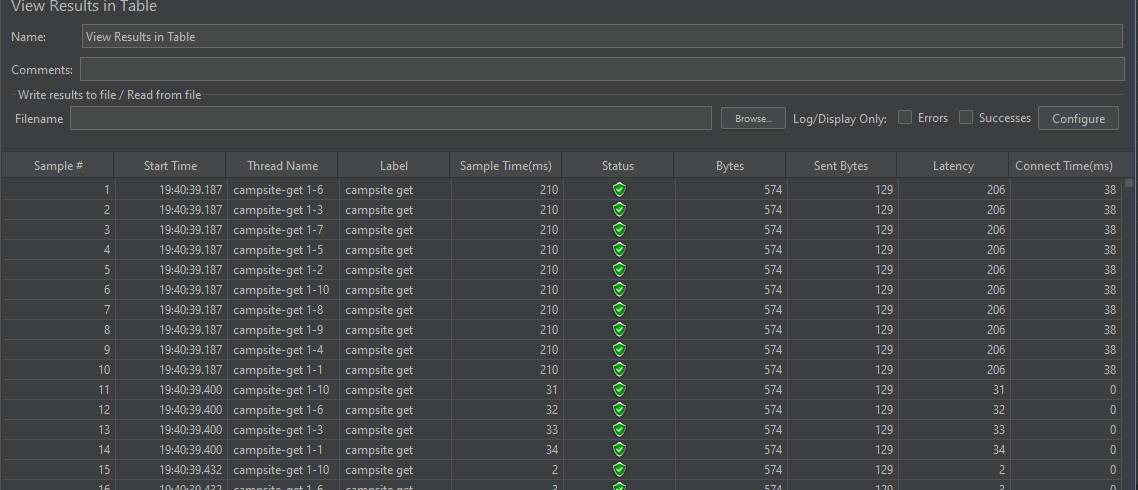 View Results in Table
Name: View Results in Table
Comments:
Write results to file / Read from file
Filename Browse... Log/Display Only: Errors Successes Configure
Sample # Start Time Thread Name Label Sample Time(ms) Status Bytes Sent Bytes Latency Connect Time(ms)
1 19:40:39.187 campsite-get 1-6 campsite get 210 574 129 206 38
2 19:40:39.187 campsite-get 1-3 campsite get 210 574 129 206 38
3 19:40:39.187 campsite-get 1-7 campsite get 210 574 129 206 38
4 19:40:39.187 campsite-get 1-5 campsite get 210 574 129 206 38
5 19:40:39.187 campsite-get 1-2 campsite get 210 574 129 206 38
6 19:40:39.187 campsite-get 1-10 campsite get 210 574 129 206 38
7 19:40:39.187 campsite-get 1-8 campsite get 210 574 129 206 38
8 19:40:39.187 campsite-get 1-9 campsite get 210 574 129 206 38
9 19:40:39.187 campsite-get 1-4 campsite get 210 574 129 206 38
10 19:40:39.187 campsite-get 1-1 campsite get 210 574 129 206 38
11 19:40:39.400 campsite-get 1-10 campsite get 31 574 129 31 0
12 19:40:39.400 campsite-get 1-6 campsite get 32 574 129 32 0
13 19:40:39.400 campsite-get 1-3 campsite get 33 574 129 33 0
14 19:40:39.400 campsite-get 1-1 campsite get 34 574 129 34 0
15 19:40:39.432 campsite-get 1-10 campsite get 2 574 129 2 0
16 19:40:39.432 campsite-get 1-6 campsite get 3 574 129 3 0